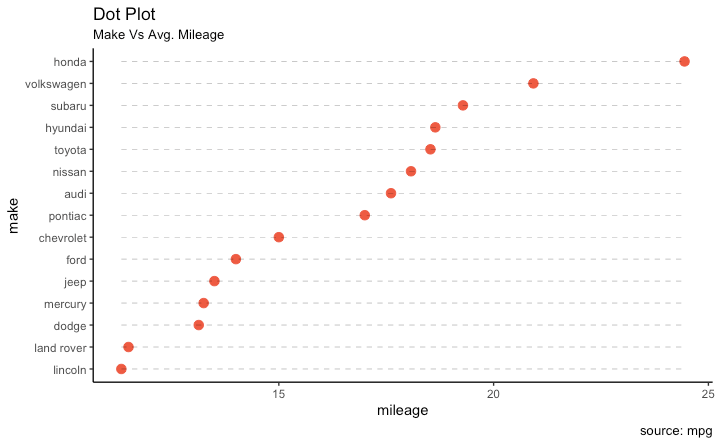 Dot Plot
Make Vs Avg. Mileage
honda
volkswagen
subaru
hyundai
toyota
nissan
audi
pontiac
chevrolet
ford
jeep
mercury
dodge
land rover
lincoln
make
15 20 25
mileage
source: mpg